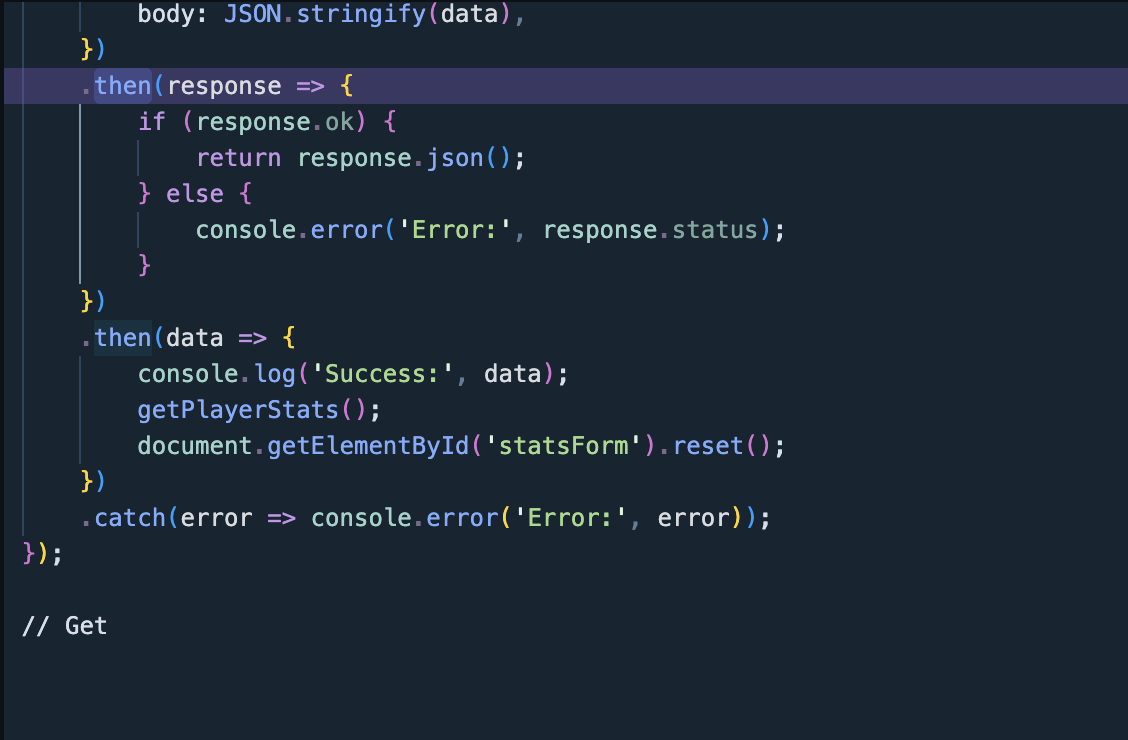 body: JSON.stringify(data),
})
.then(response => {
if (response.ok) {
return response.json();
} else {
console.error('Error:', response.status);
}
})
.then(data => {
console.log('Success:', data);
getPlayerStats();
document.getElementById('statsForm').reset();
})
.catch(error => console.error('Error:', error));
});
// Get